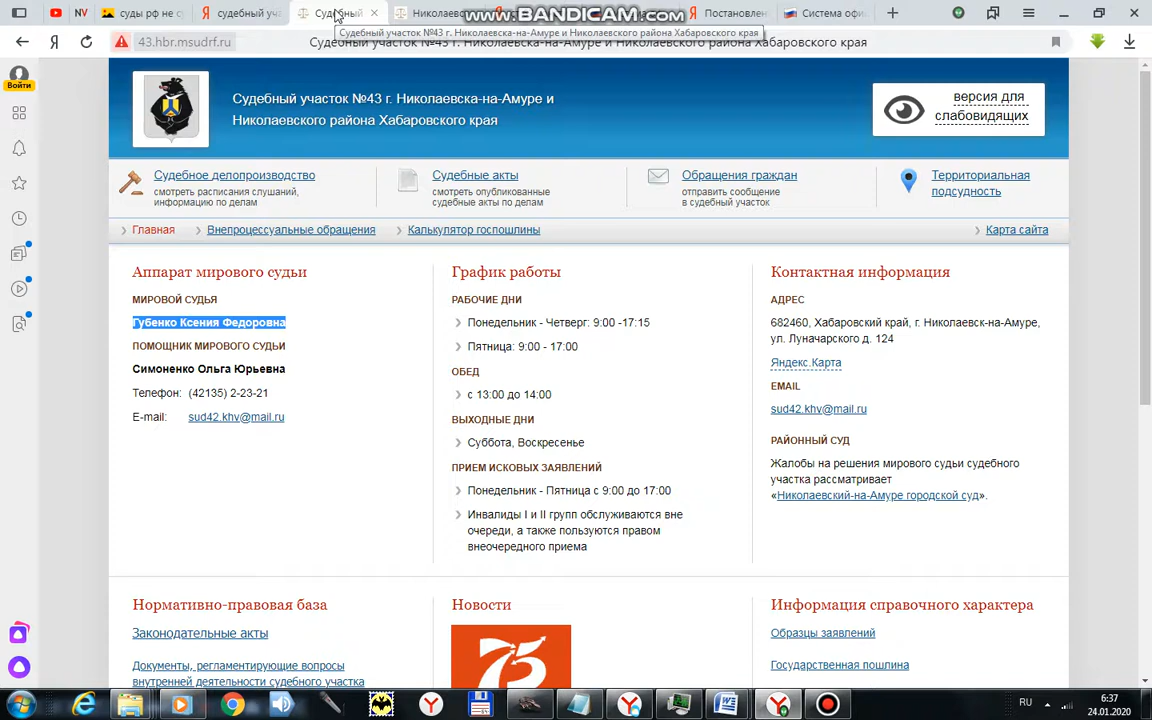 суды рф не с
судебный уча
Судебный
Николаевс
www.BANDICAM.com
Постановлен
Система офи
43.hbr.msudrf.ru
Судебный участок №43 г. Николаевска-на-Амуре и Николаевского района Хабаровского края
Судебный участок №43 г. Николаевска-на-Амуре и Николаевского района Хабаровского края
Войти
Судебный участок №43 г. Николаевска-на-Амуре и
Николаевского района Хабаровского края
версия для
слабовидящих
Судебное делопроизводство
смотреть расписания слушаний,
информацию по делам
Судебные акты
смотреть опубликованные
судебные акты по делам
Обращения граждан
отправить сообщение
в судебный участок
Территориальная
подсудность
Главная
Внепроцессуальные обращения
Калькулятор госпошлины
Карта сайта
Аппарат мирового судьи
МИРОВОЙ СУДЬЯ
Губенко Ксения Федоровна
ПОМОЩНИК МИРОВОГО СУДЬИ
Симоненко Ольга Юрьевна
Телефон: (42135) 2-23-21
E-mail: sud42.khv@mail.ru
График работы
РАБОЧИЕ ДНИ
Понедельник - Четверг: 9:00 -17:15
Пятница: 9:00 - 17:00
ОБЕД
с 13:00 до 14:00
ВЫХОДНЫЕ ДНИ
Суббота, Воскресенье
ПРИЕМ ИСКОВЫХ ЗАЯВЛЕНИЙ
Понедельник - Пятница с 9:00 до 17:00
Инвалиды I и II групп обслуживаются вне
очереди, а также пользуются правом
внеочередного приема
Контактная информация
АДРЕС
682460, Хабаровский край, г. Николаевск-на-Амуре,
ул. Луначарского д. 124
Яндекс.Карта
EMAIL
sud42.khv@mail.ru
РАЙОННЫЙ СУД
Жалобы на решения мирового судьи судебного
участка рассматривает
«Николаевский-на-Амуре городской суд».
Нормативно-правовая база
Законодательные акты
Документы, регламентирующие вопросы
внутренней деятельности судебного участка
Новости
75
Информация справочного характера
Образцы заявлений
Государственная пошлина
RU
6:37
24.01.2020